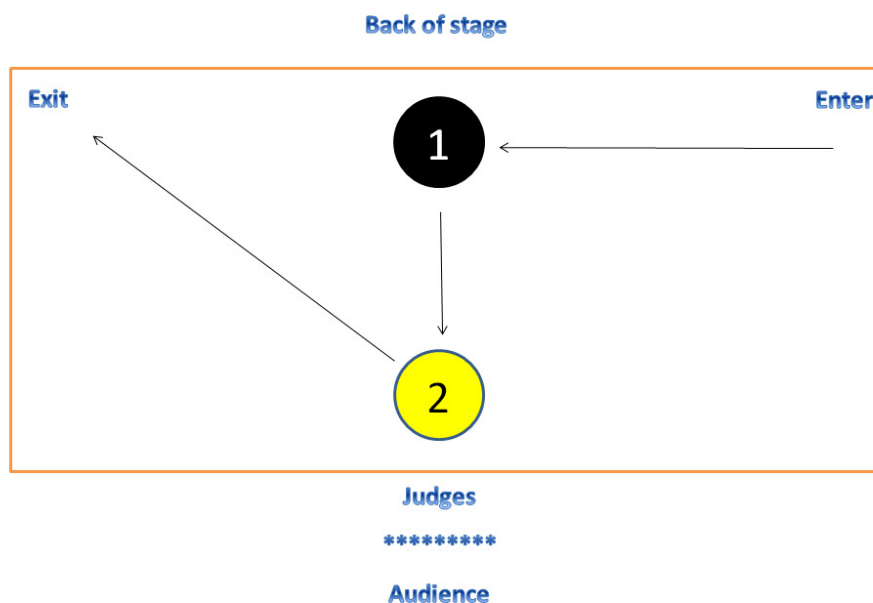 Back of stage
Exit
1
Enter
2
Judges
*********
Audience